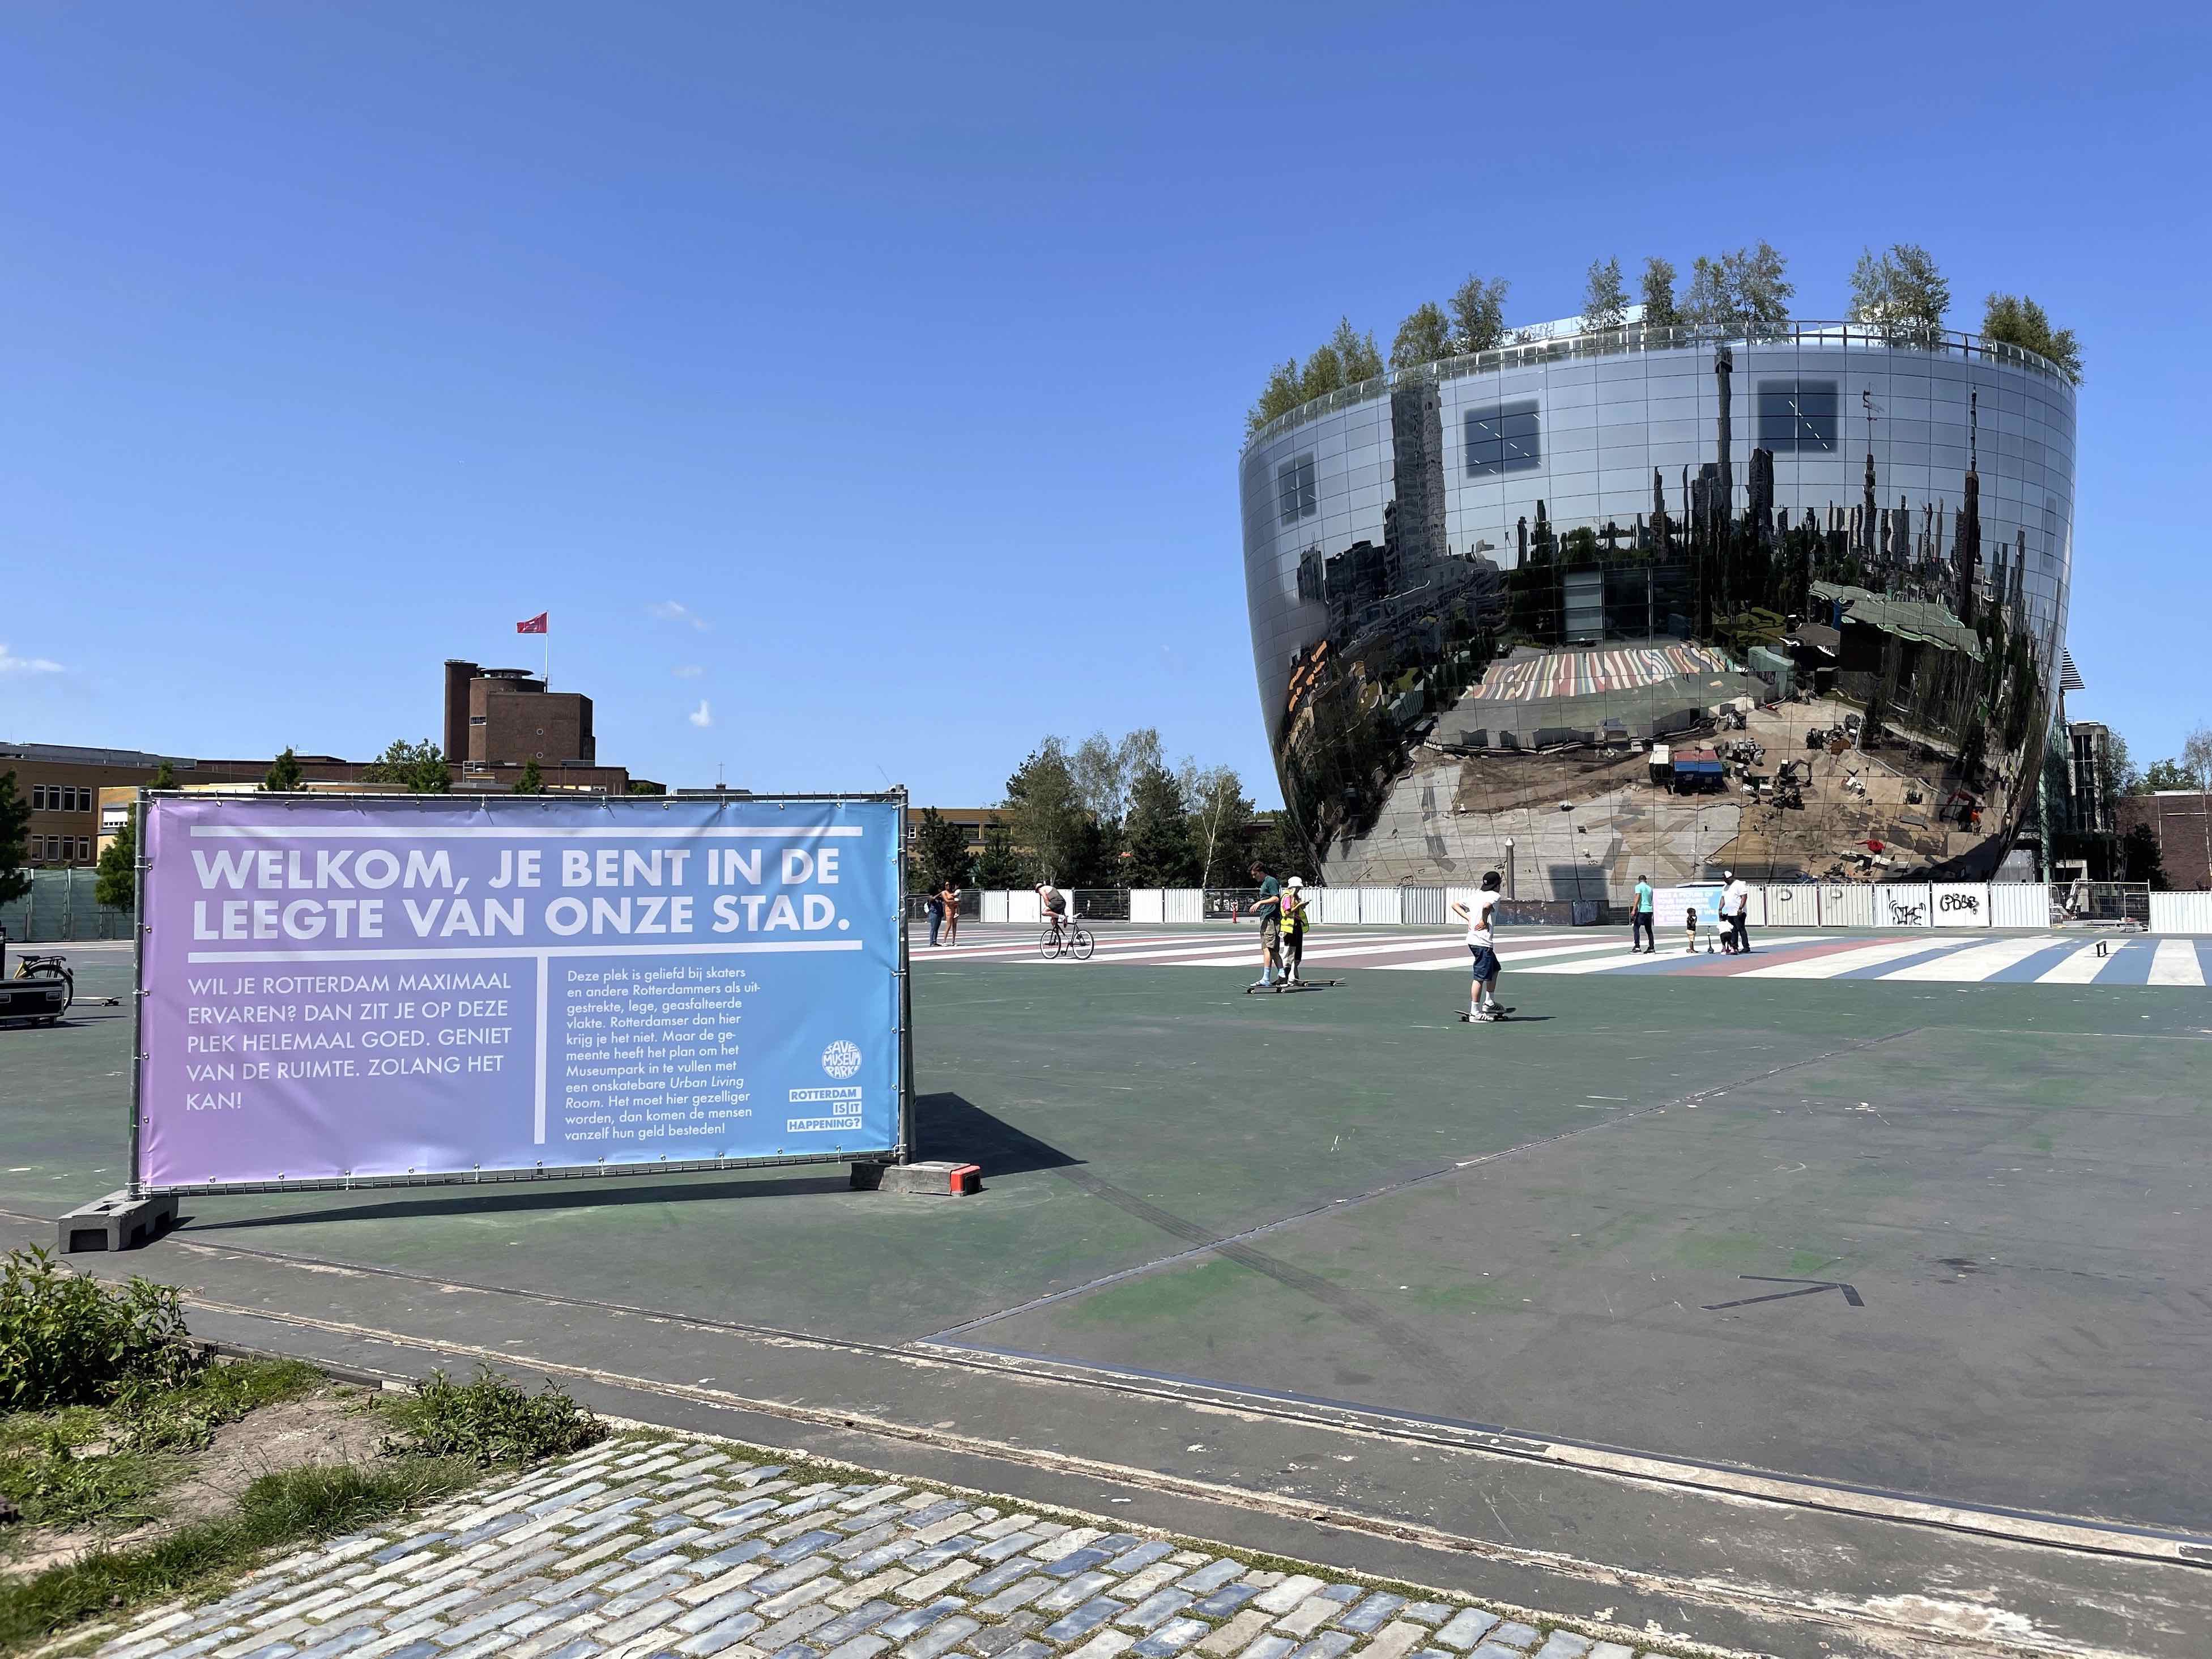 WELKOM, JE BENT IN DE
LEEGTE VAN ONZE STAD.
WIL JE ROTTERDAM MAXIMAAL
ERVAREN? DAN ZIT JE OP DEZE
PLEK HELEMAAL GOED. GENIET
VAN DE RUIMTE. ZOLANG HET
KAN!
Deze plek is geliefd bij skaters
en andere Rotterdammers als uit-
gestrekte, lege, geasfalteerde
vlakte. Rotterdamser dan hier
krijg je het niet. Maar de ge-
meente heeft het plan om het
Museumpark in te vullen met
een onskatebare Urban Living
Room. Het moet hier gezelliger
worden, dan komen de mensen
vanzelf hun geld besteden!
SAVE
MUSEUM
PARK
ROTTERDAM
IS IT
HAPPENING?